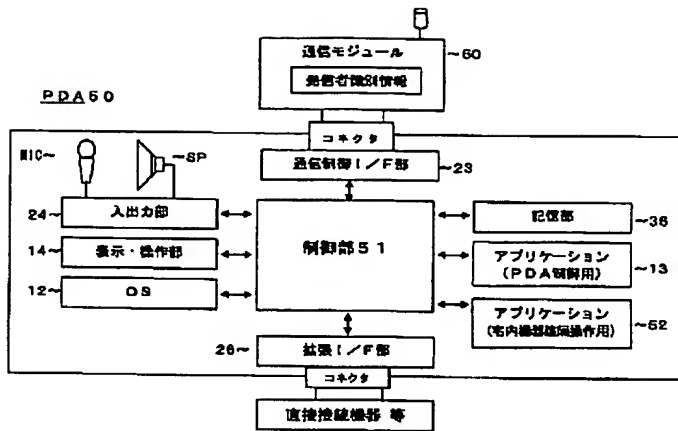 通信モジュール
~60
発信者識別情報
PDA50
コネクタ
MIC~
~SP
通信制御I/F部
~23
24~
入出力部
記憶部
~36
14~
表示・操作部
制御部51
アプリケーション
(PDA制御用)
~13
12~
OS
アプリケーション
(宅内機器遠隔操作用)
~52
26~
拡張I/F部
コネクタ
直接接続機器 等